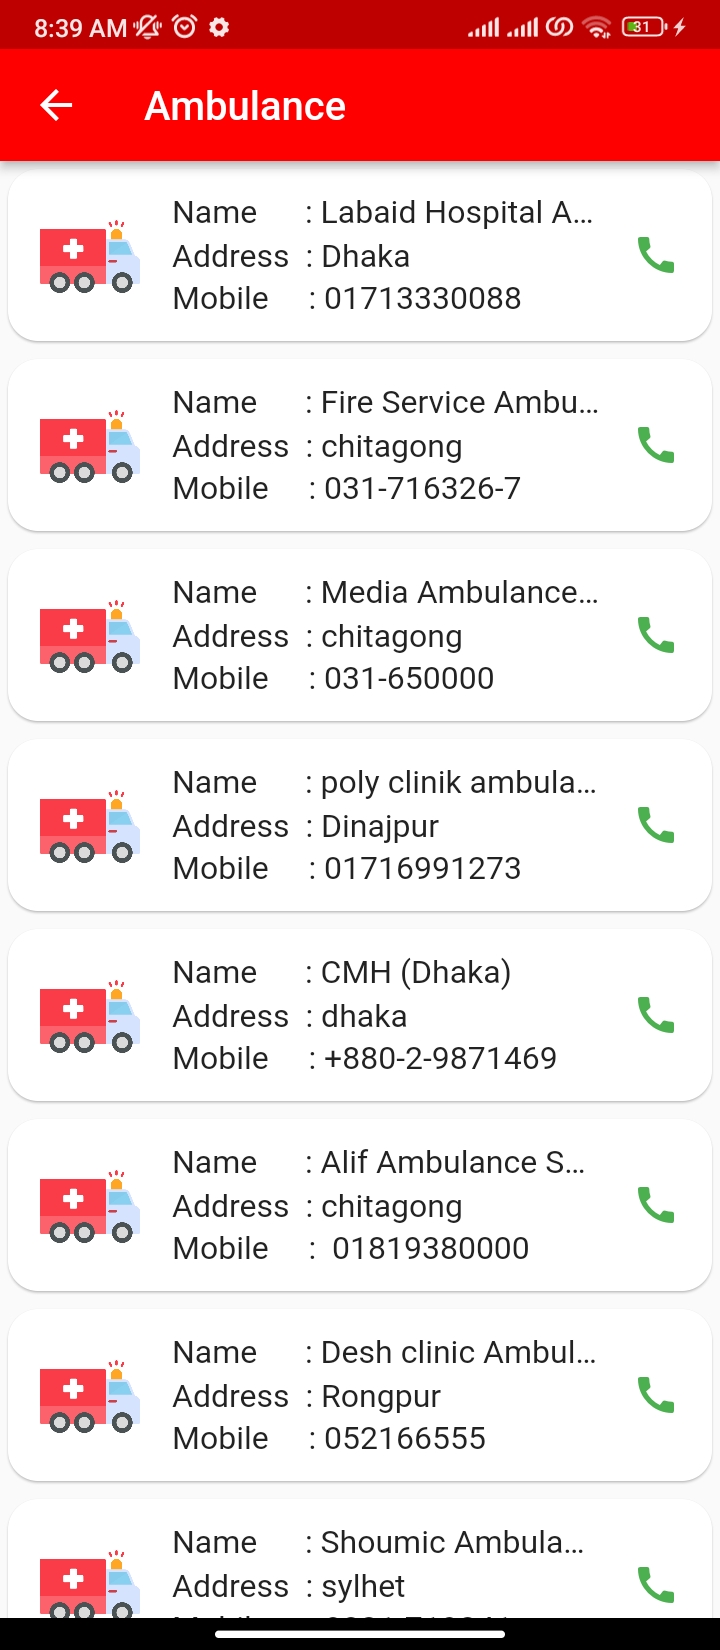 8:39 AM
31
Ambulance
Name : Labaid Hospital A...
Address : Dhaka
Mobile : 01713330088
Name : Fire Service Ambu...
Address : chitagong
Mobile : 031-716326-7
Name : Media Ambulance...
Address : chitagong
Mobile : 031-650000
Name : poly clinik ambula...
Address : Dinajpur
Mobile : 01716991273
Name : CMH (Dhaka)
Address : dhaka
Mobile : +880-2-9871469
Name : Alif Ambulance S...
Address : chitagong
Mobile : 01819380000
Name : Desh clinic Ambul...
Address : Rongpur
Mobile : 052166555
Name : Shoumic Ambula...
Address : sylhet